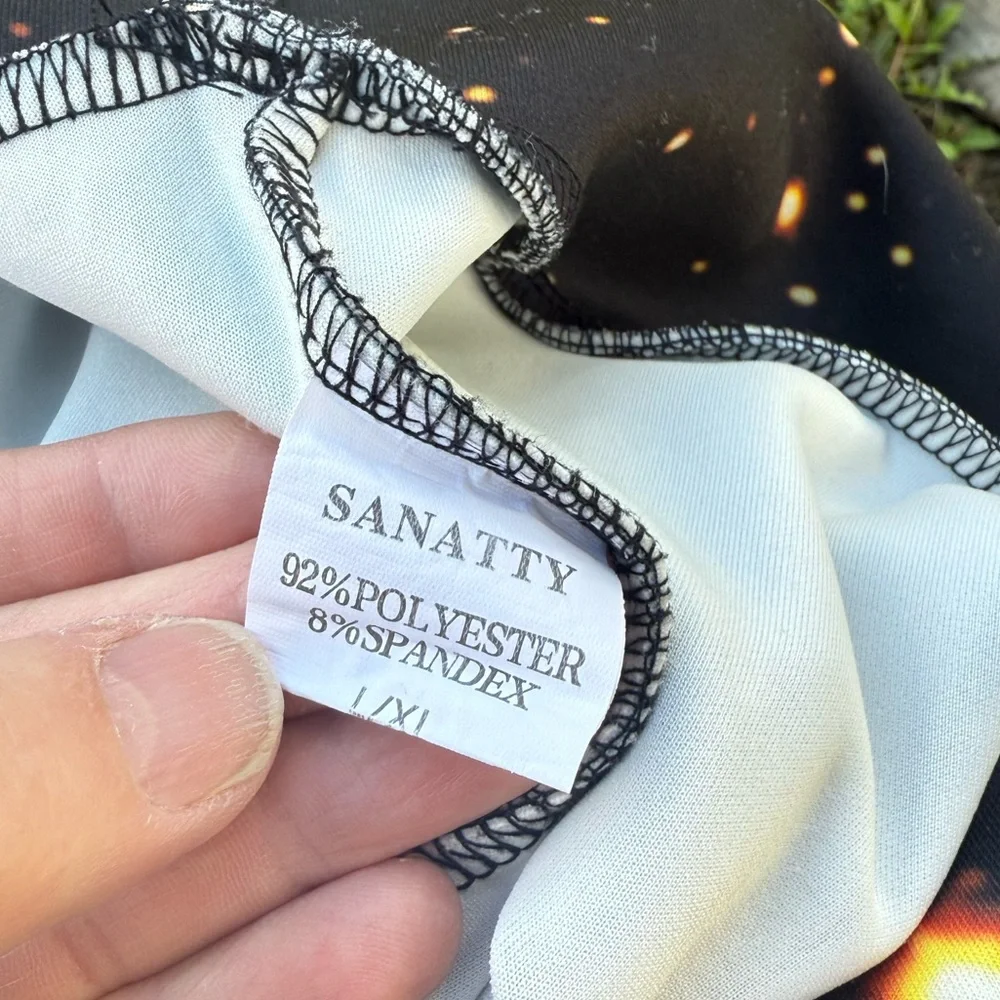 SANATTY
92%POLYESTER
8%SPANDEX
L/XL